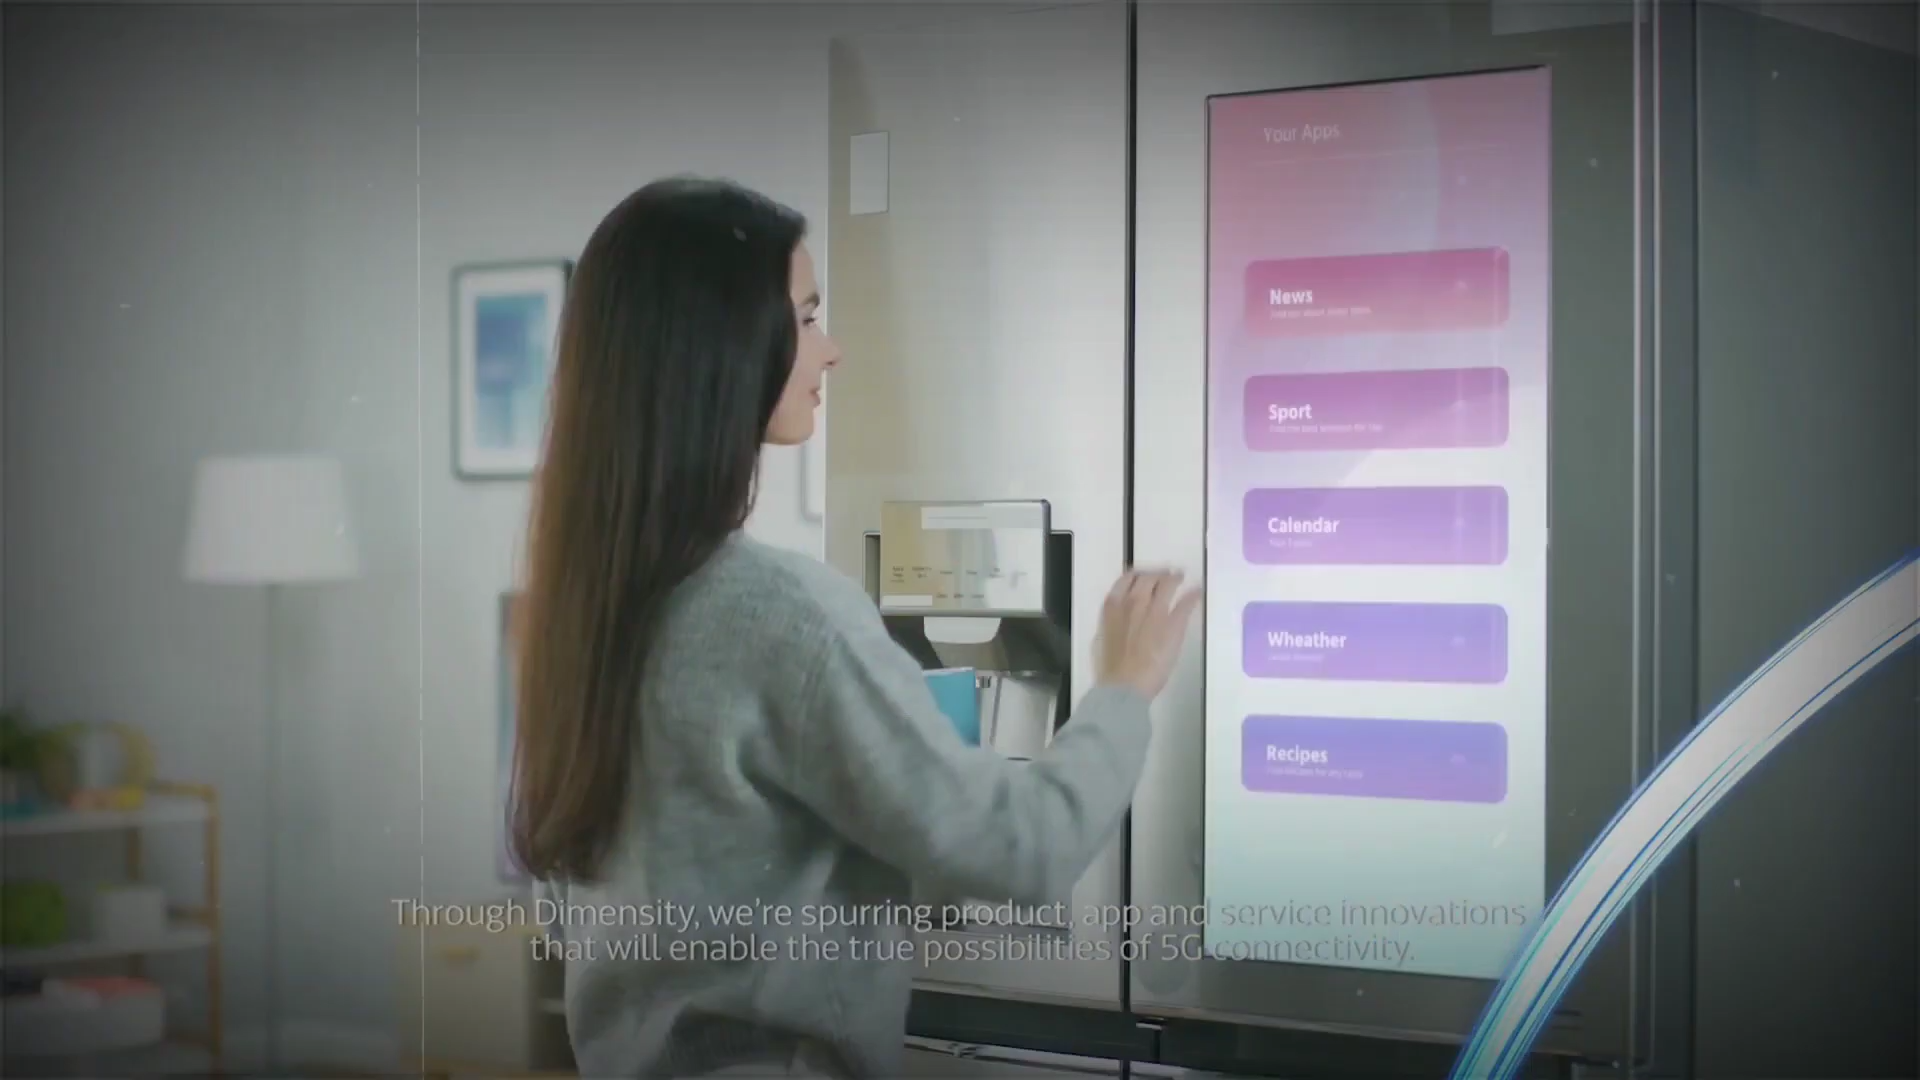 Your Apps
News
Sport
Calendar
Wheather
Recipes
Through Dimensity, we're spurring product, app and service innovations
that will enable the true possibilities of 5G connectivity.